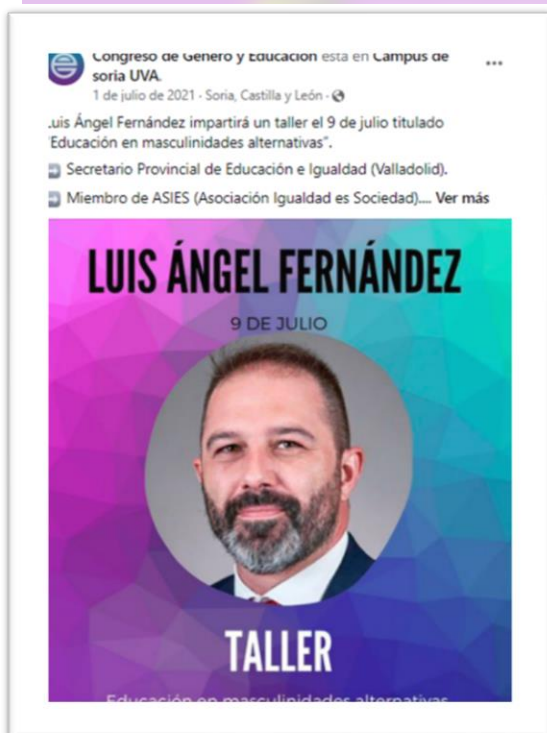 Congreso de Género y Educación está en Campus de
soria UVA.
1 de julio de 2021 · Soria, Castilla y León ·
.uis Ángel Fernández impartirá un taller el 9 de julio titulado
'Educación en masculinidades alternativas".
Secretario Provincial de Educación e Igualdad (Valladolid).
Miembro de ASIES (Asociación Igualdad es Sociedad).... Ver más
LUIS ÁNGEL FERNÁNDEZ
9 DE JULIO
TALLER
Educación en masculinidades alternativas